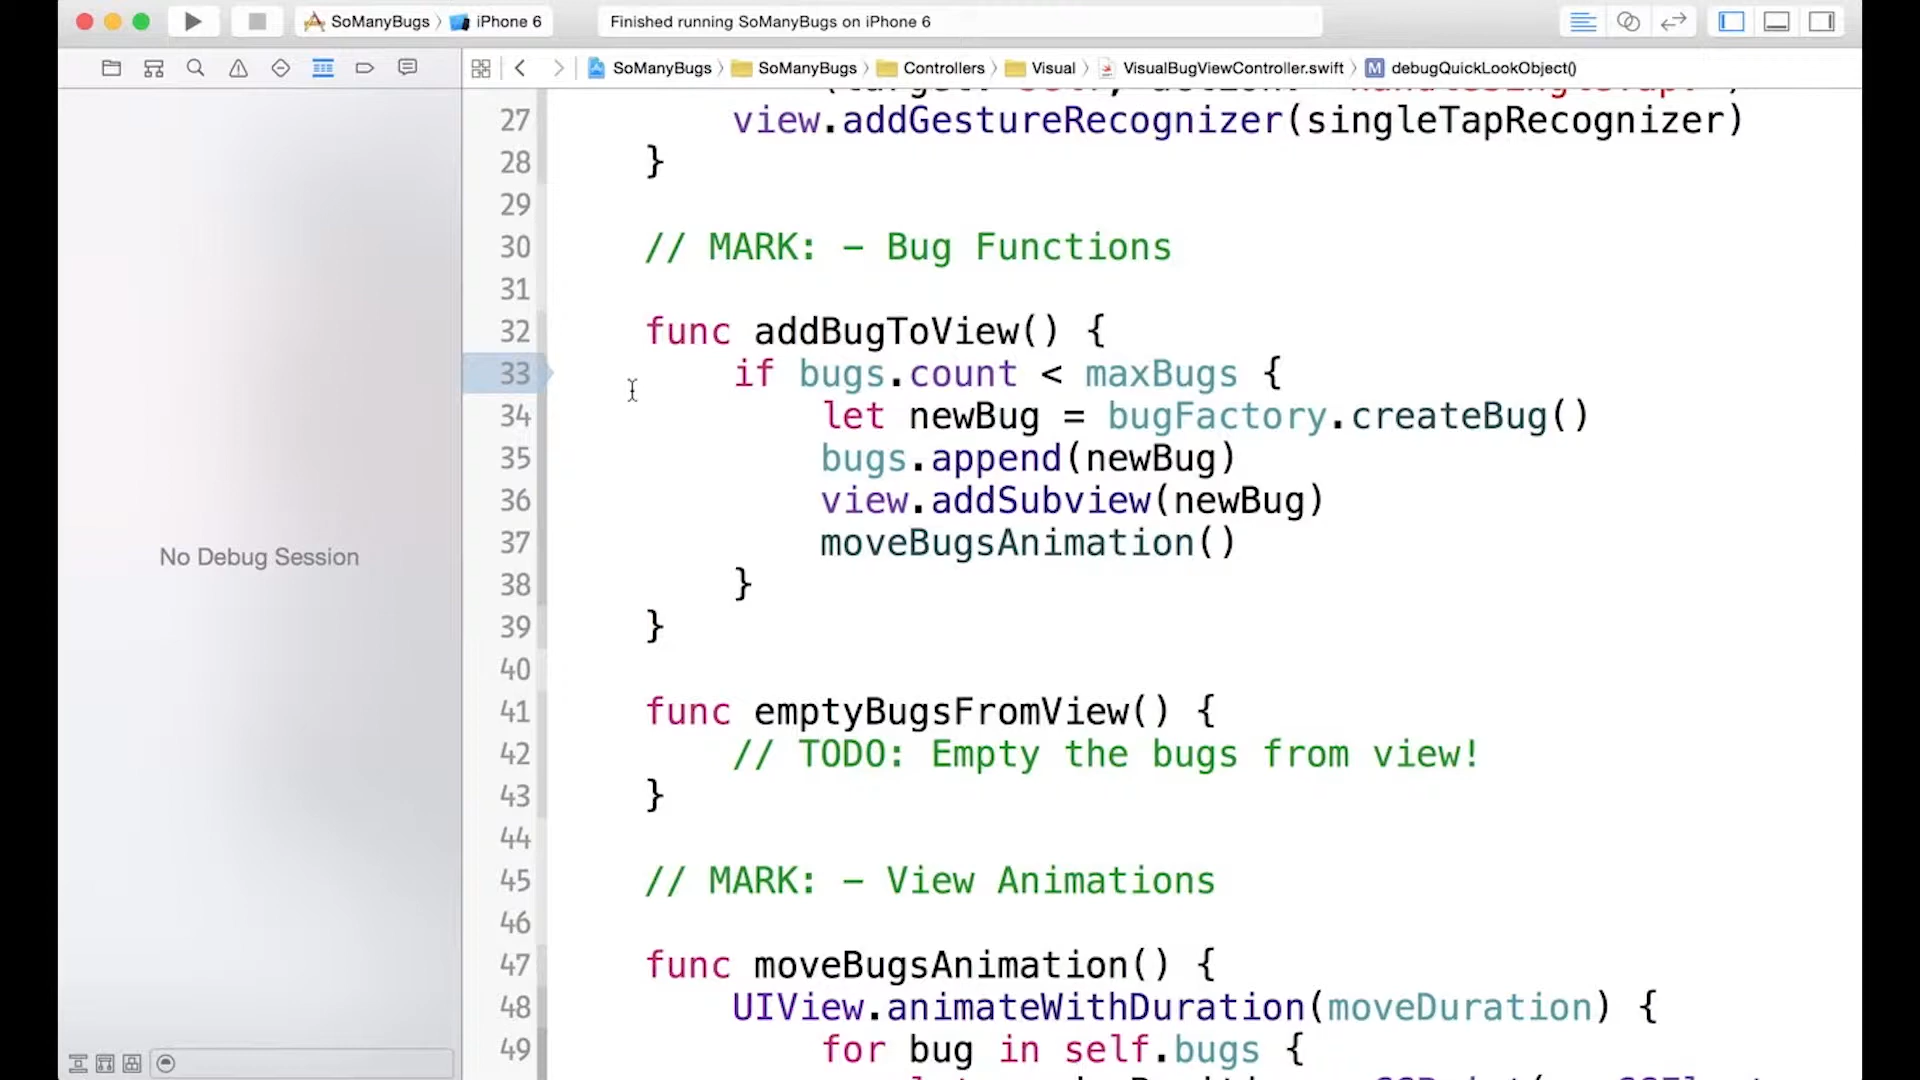 SoManyBugs iPhone 6 Finished running SoManyBugs on iPhone 6
SoManyBugs SoManyBugs Controllers Visual VisualBugViewController.swift M debugQuickLookObject()
27 view.addGestureRecognizer(singleTapRecognizer)
28 }
29
30 // MARK: - Bug Functions
31
32 func addBugToView() {
33 if bugs.count < maxBugs {
34 let newBug = bugFactory.createBug()
35 bugs.append(newBug)
36 view.addSubview(newBug)
37 moveBugsAnimation()
38 }
39 }
40
41 func emptyBugsFromView() {
42 // TODO: Empty the bugs from view!
43 }
44
45 // MARK: - View Animations
46
47 func moveBugsAnimation() {
48 UIView.animateWithDuration(moveDuration) {
49 for bug in self.bugs {
No Debug Session